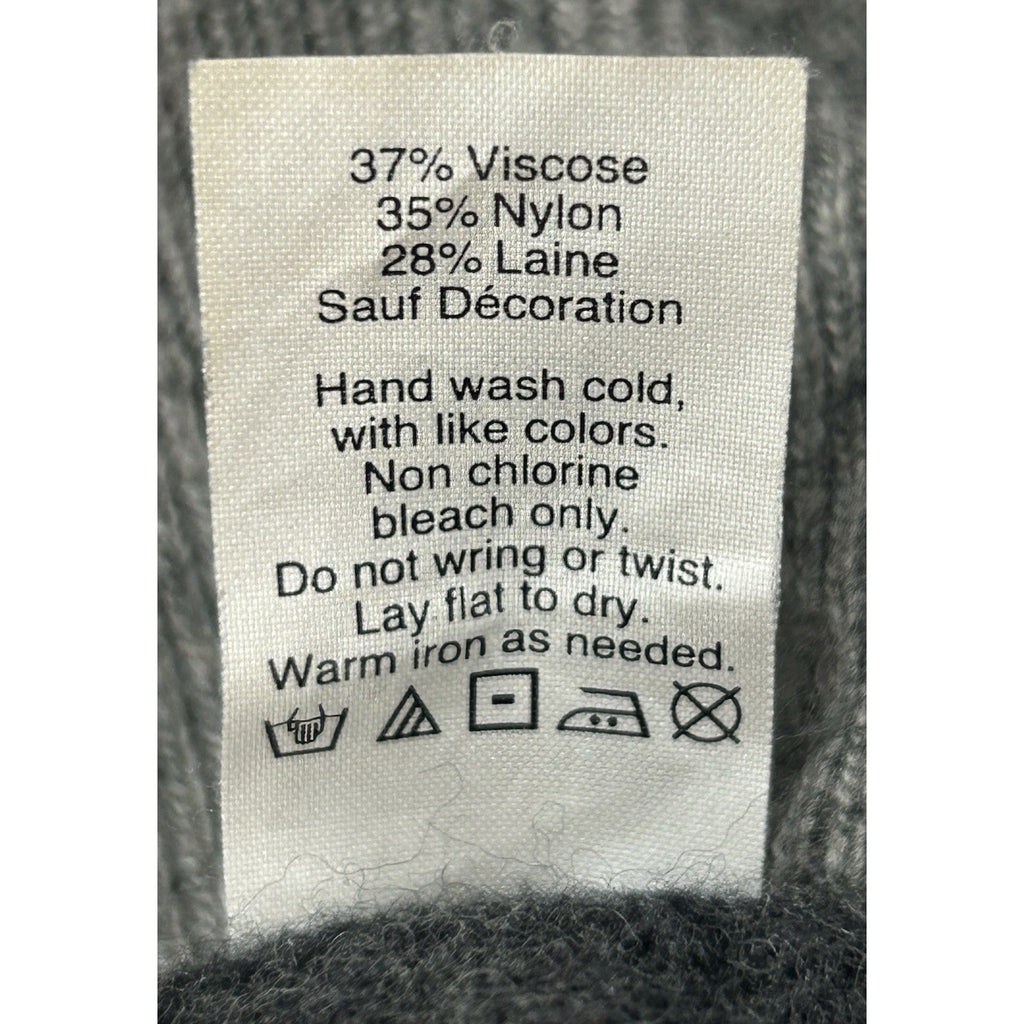 37% Viscose
35% Nylon
28% Laine
Sauf Décoration
Hand wash cold,
with like colors.
Non chlorine
bleach only.
Do not wring or twist.
Lay flat to dry.
Warm iron as needed.